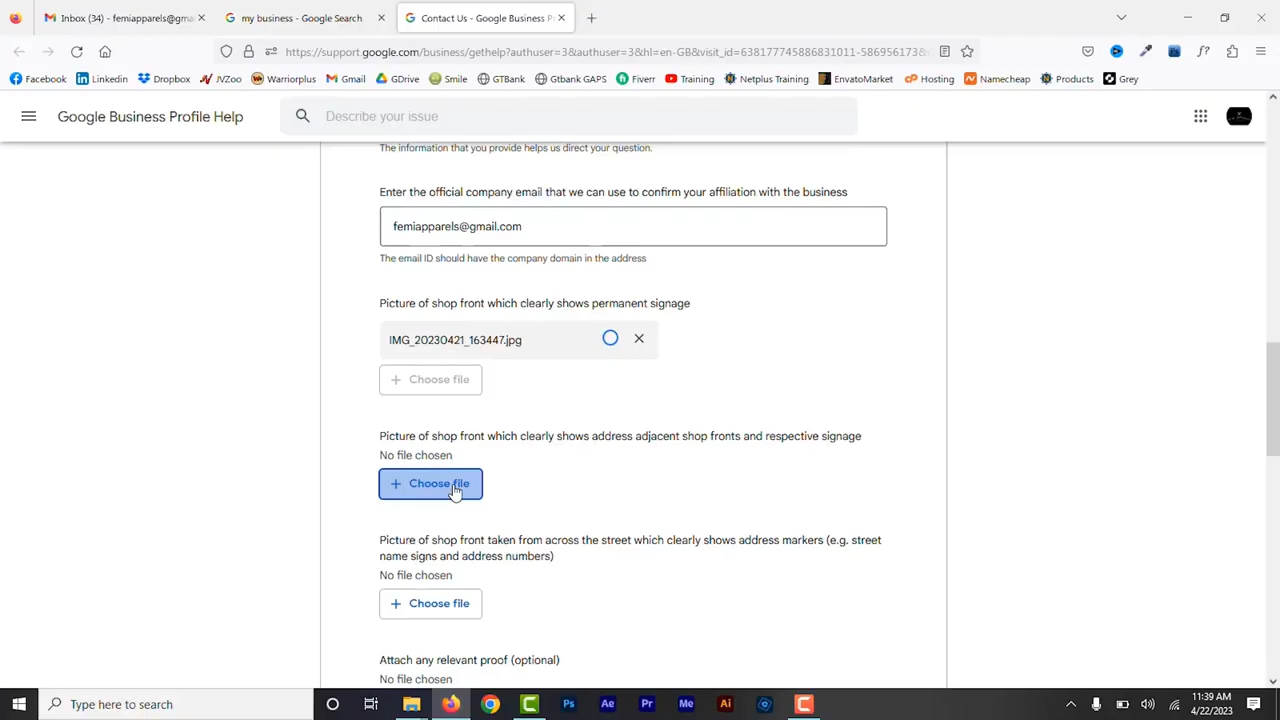 Inbox (34) - femiapparels@gma
my business - Google Search
Contact Us - Google Business P
https://support.google.com/business/gethelp?authuser=3&authuser=3&hl=en-GB&visit_id=638177745886831011-586956173&
Facebook
Linkedin
Dropbox
JVZoo
Warriorplus
Gmail
GDrive
Smile
GTBank
Gtbank GAPS
Fiverr
Training
Netplus Training
EnvatoMarket
Hosting
Namecheap
Products
Grey
Google Business Profile Help
Describe your issue
The information that you provide helps us direct your question.
Enter the official company email that we can use to confirm your affiliation with the business
femiapparels@gmail.com
The email ID should have the company domain in the address
Picture of shop front which clearly shows permanent signage
IMG_20230421_163447.jpg
+ Choose file
Picture of shop front which clearly shows address adjacent shop fronts and respective signage
No file chosen
+ Choose file
Picture of shop front taken from across the street which clearly shows address markers (e.g. street
name signs and address numbers)
No file chosen
+ Choose file
Attach any relevant proof (optional)
No file chosen
Type here to search
Ps
Ae
Pr
Me
Ai
11:39 AM
4/22/2023